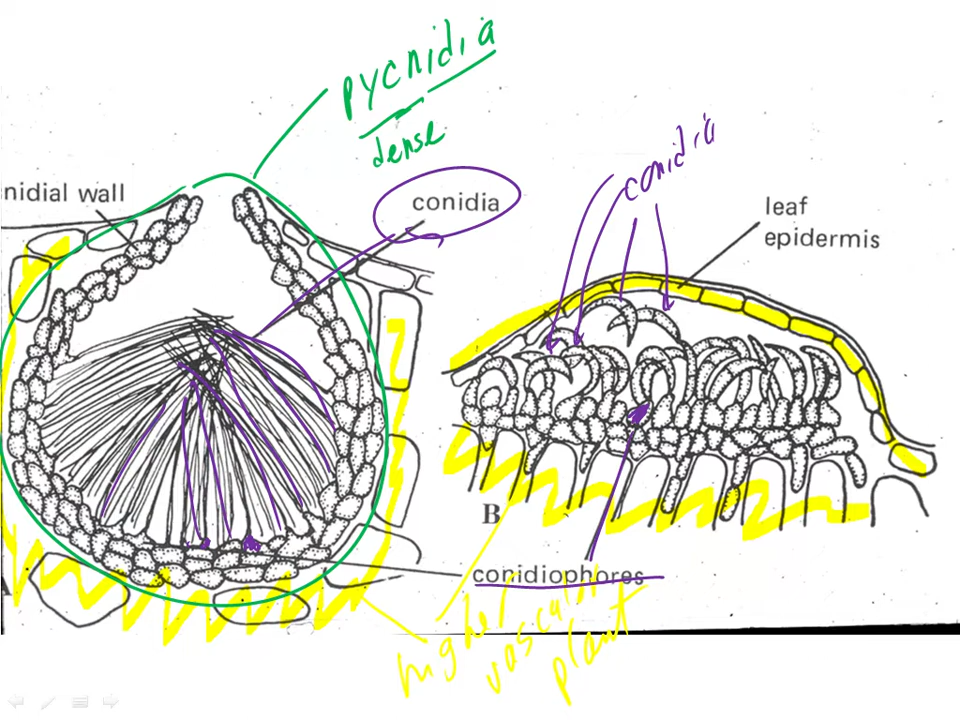 pycnidia
dense
conidia
nidial wall
conidia
leaf
epidermis
B
conidiophores
higher
vascular
plant